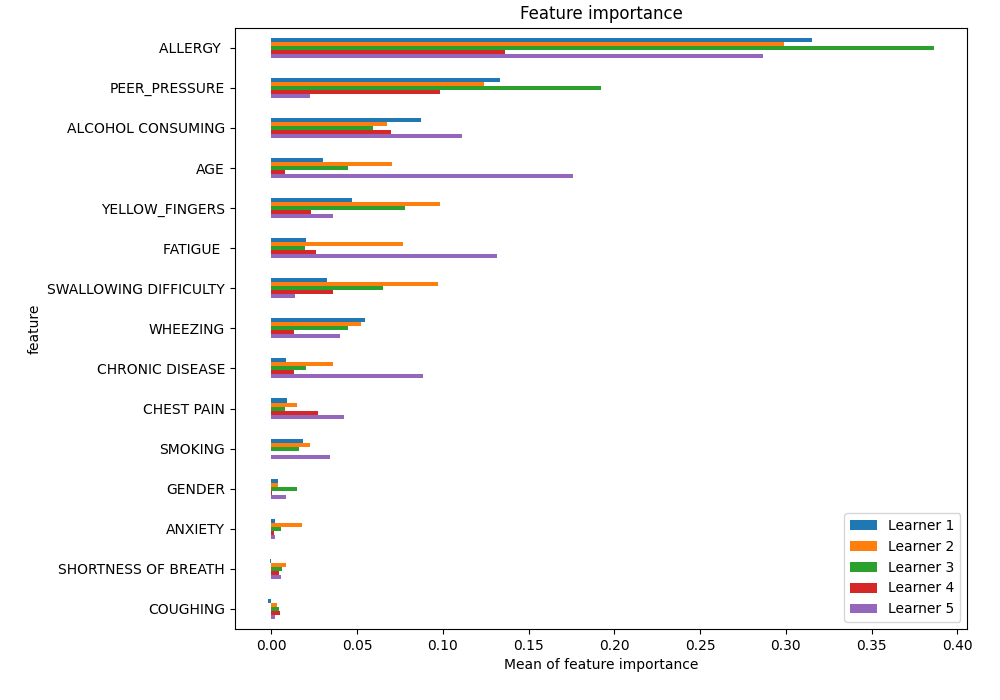 Feature importance
ALLERGY
PEER_PRESSURE
ALCOHOL CONSUMING
AGE
YELLOW_FINGERS
FATIGUE
SWALLOWING DIFFICULTY
WHEEZING
CHRONIC DISEASE
CHEST PAIN
SMOKING
GENDER
ANXIETY
SHORTNESS OF BREATH
COUGHING
feature
Learner 1
Learner 2
Learner 3
Learner 4
Learner 5
0.00 0.05 0.10 0.15 0.20 0.25 0.30 0.35 0.40
Mean of feature importance